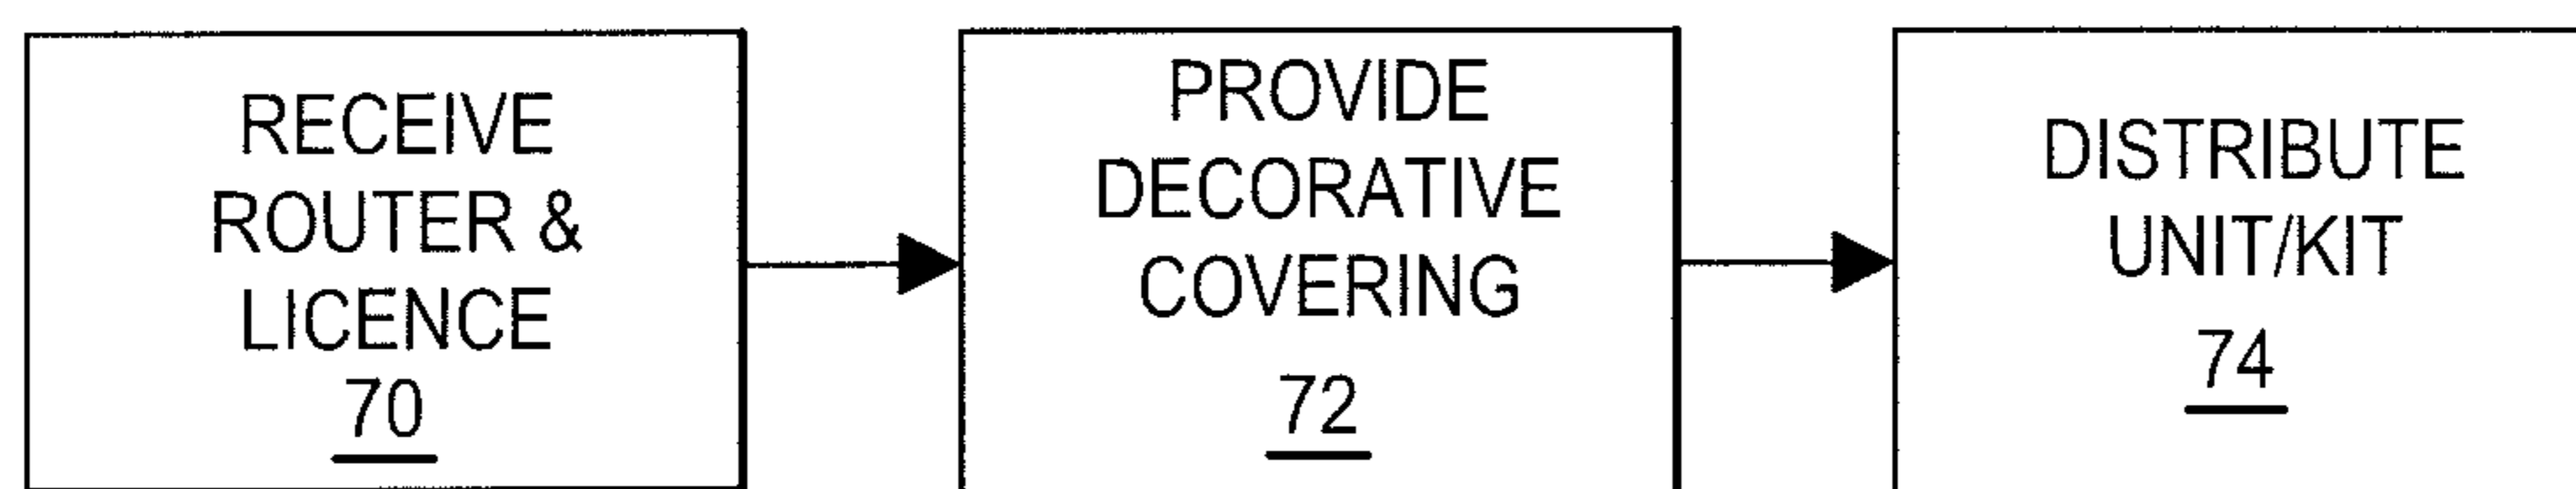 RECEIVE
ROUTER &
LICENCE
70
PROVIDE
DECORATIVE
COVERING
72
DISTRIBUTE
UNIT/KIT
74